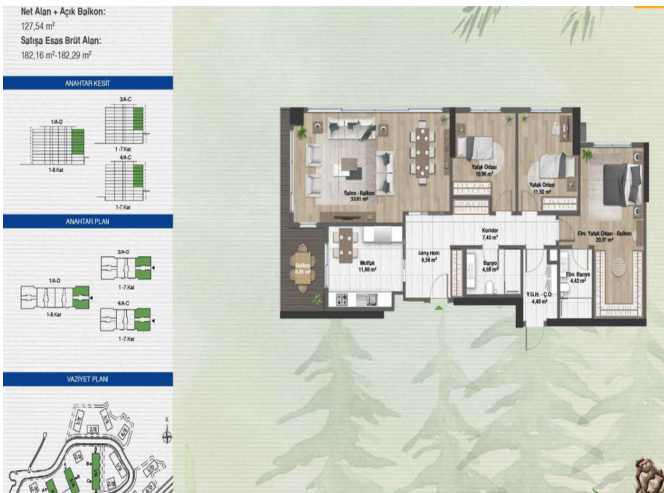 Net Alan + Açık Balkon:
127,54 m²
Satışa Esas Brüt Alan:
182,16 m²-182,29 m²
ANAHTAR KESİT
3/A-C
1/A-D
1 -7.Kat
4/A-C
1-8.Kat
1-7.Kat
ANAHTAR PLAN
3/A-C
1/A-D
1-7.Kat
4/A-C
1-8.Kat
1-7.Kat
VAZİYET PLANI
Yatak Odası
10,96 m²
Yatak Odası
11,50 m²
Salon - Balkon
33,61 m²
Koridor
7,40 m²
Ebv. Yatak Odası - Balkon
20,97 m²
Balkon
Mutfak
11,88 m²
Giriş Holü
8,56 m²
Banyo
4,60 m²
Ebv. Banyo
4,42 m²
Y.G.H. - Ç.O.
4,49 m²